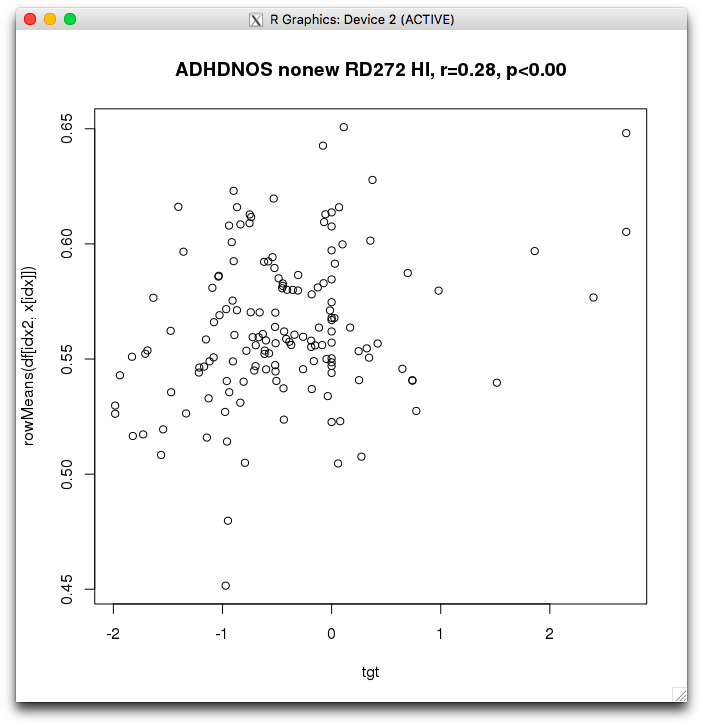 R Graphics: Device 2 (ACTIVE)
ADHDNOS nonew RD272 HI, r=0.28, p<0.00
0.65
0.60
0.55
0.50
0.45
rowMeans(df[idx2, x[idx]])
-2 -1 0 1 2
tgt